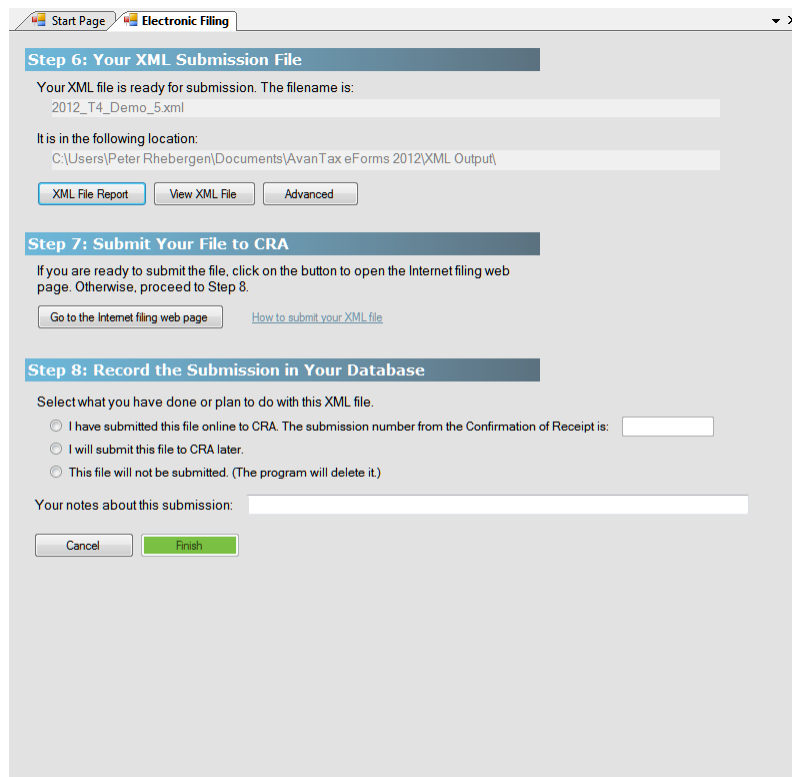 Start Page
Electronic Filing
Step 6: Your XML Submission File
Your XML file is ready for submission. The filename is:
2012_T4_Demo_5.xml
It is in the following location:
C:\Users\Peter Rhebergen\Documents\AvanTax eForms 2012\XML Output\
XML File Report
View XML File
Advanced
Step 7: Submit Your File to CRA
If you are ready to submit the file, click on the button to open the Internet filing web
page. Otherwise, proceed to Step 8.
Go to the Internet filing web page
How to submit your XML file
Step 8: Record the Submission in Your Database
Select what you have done or plan to do with this XML file.
I have submitted this file online to CRA. The submission number from the Confirmation of Receipt is:
I will submit this file to CRA later.
This file will not be submitted. (The program will delete it.)
Your notes about this submission:
Cancel
Finish